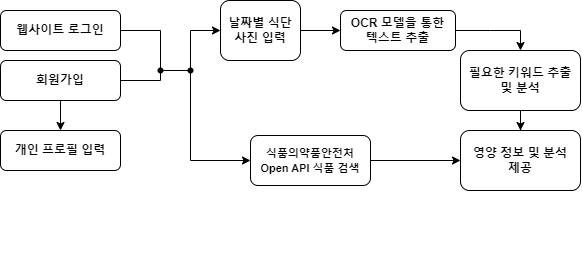 웹사이트 로그인
회원가입
개인 프로필 입력
날짜별 식단
사진 입력
OCR 모델을 통한
텍스트 추출
필요한 키워드 추출
및 분석
식품의약품안전처
Open API 식품 검색
영양 정보 및 분석
제공